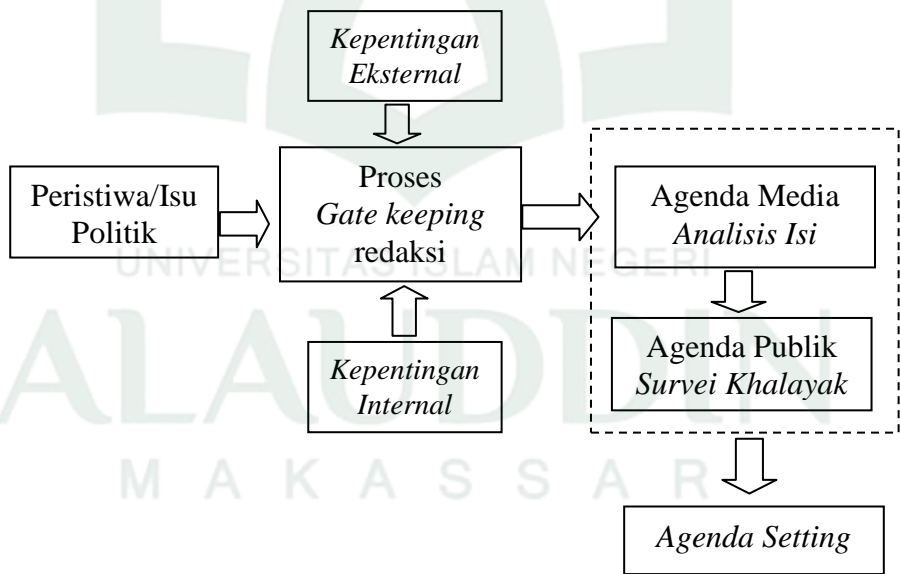 Kepentingan
Eksternal
Peristiwa/Isu
Politik
Proses
Gate keeping
redaksi
Agenda Media
Analisis Isi
UNIVERSITAS ISLAM NEGERI
ALAUDDIN
MAKASSAR
Kepentingan
Internal
Agenda Publik
Survei Khalayak
Agenda Setting